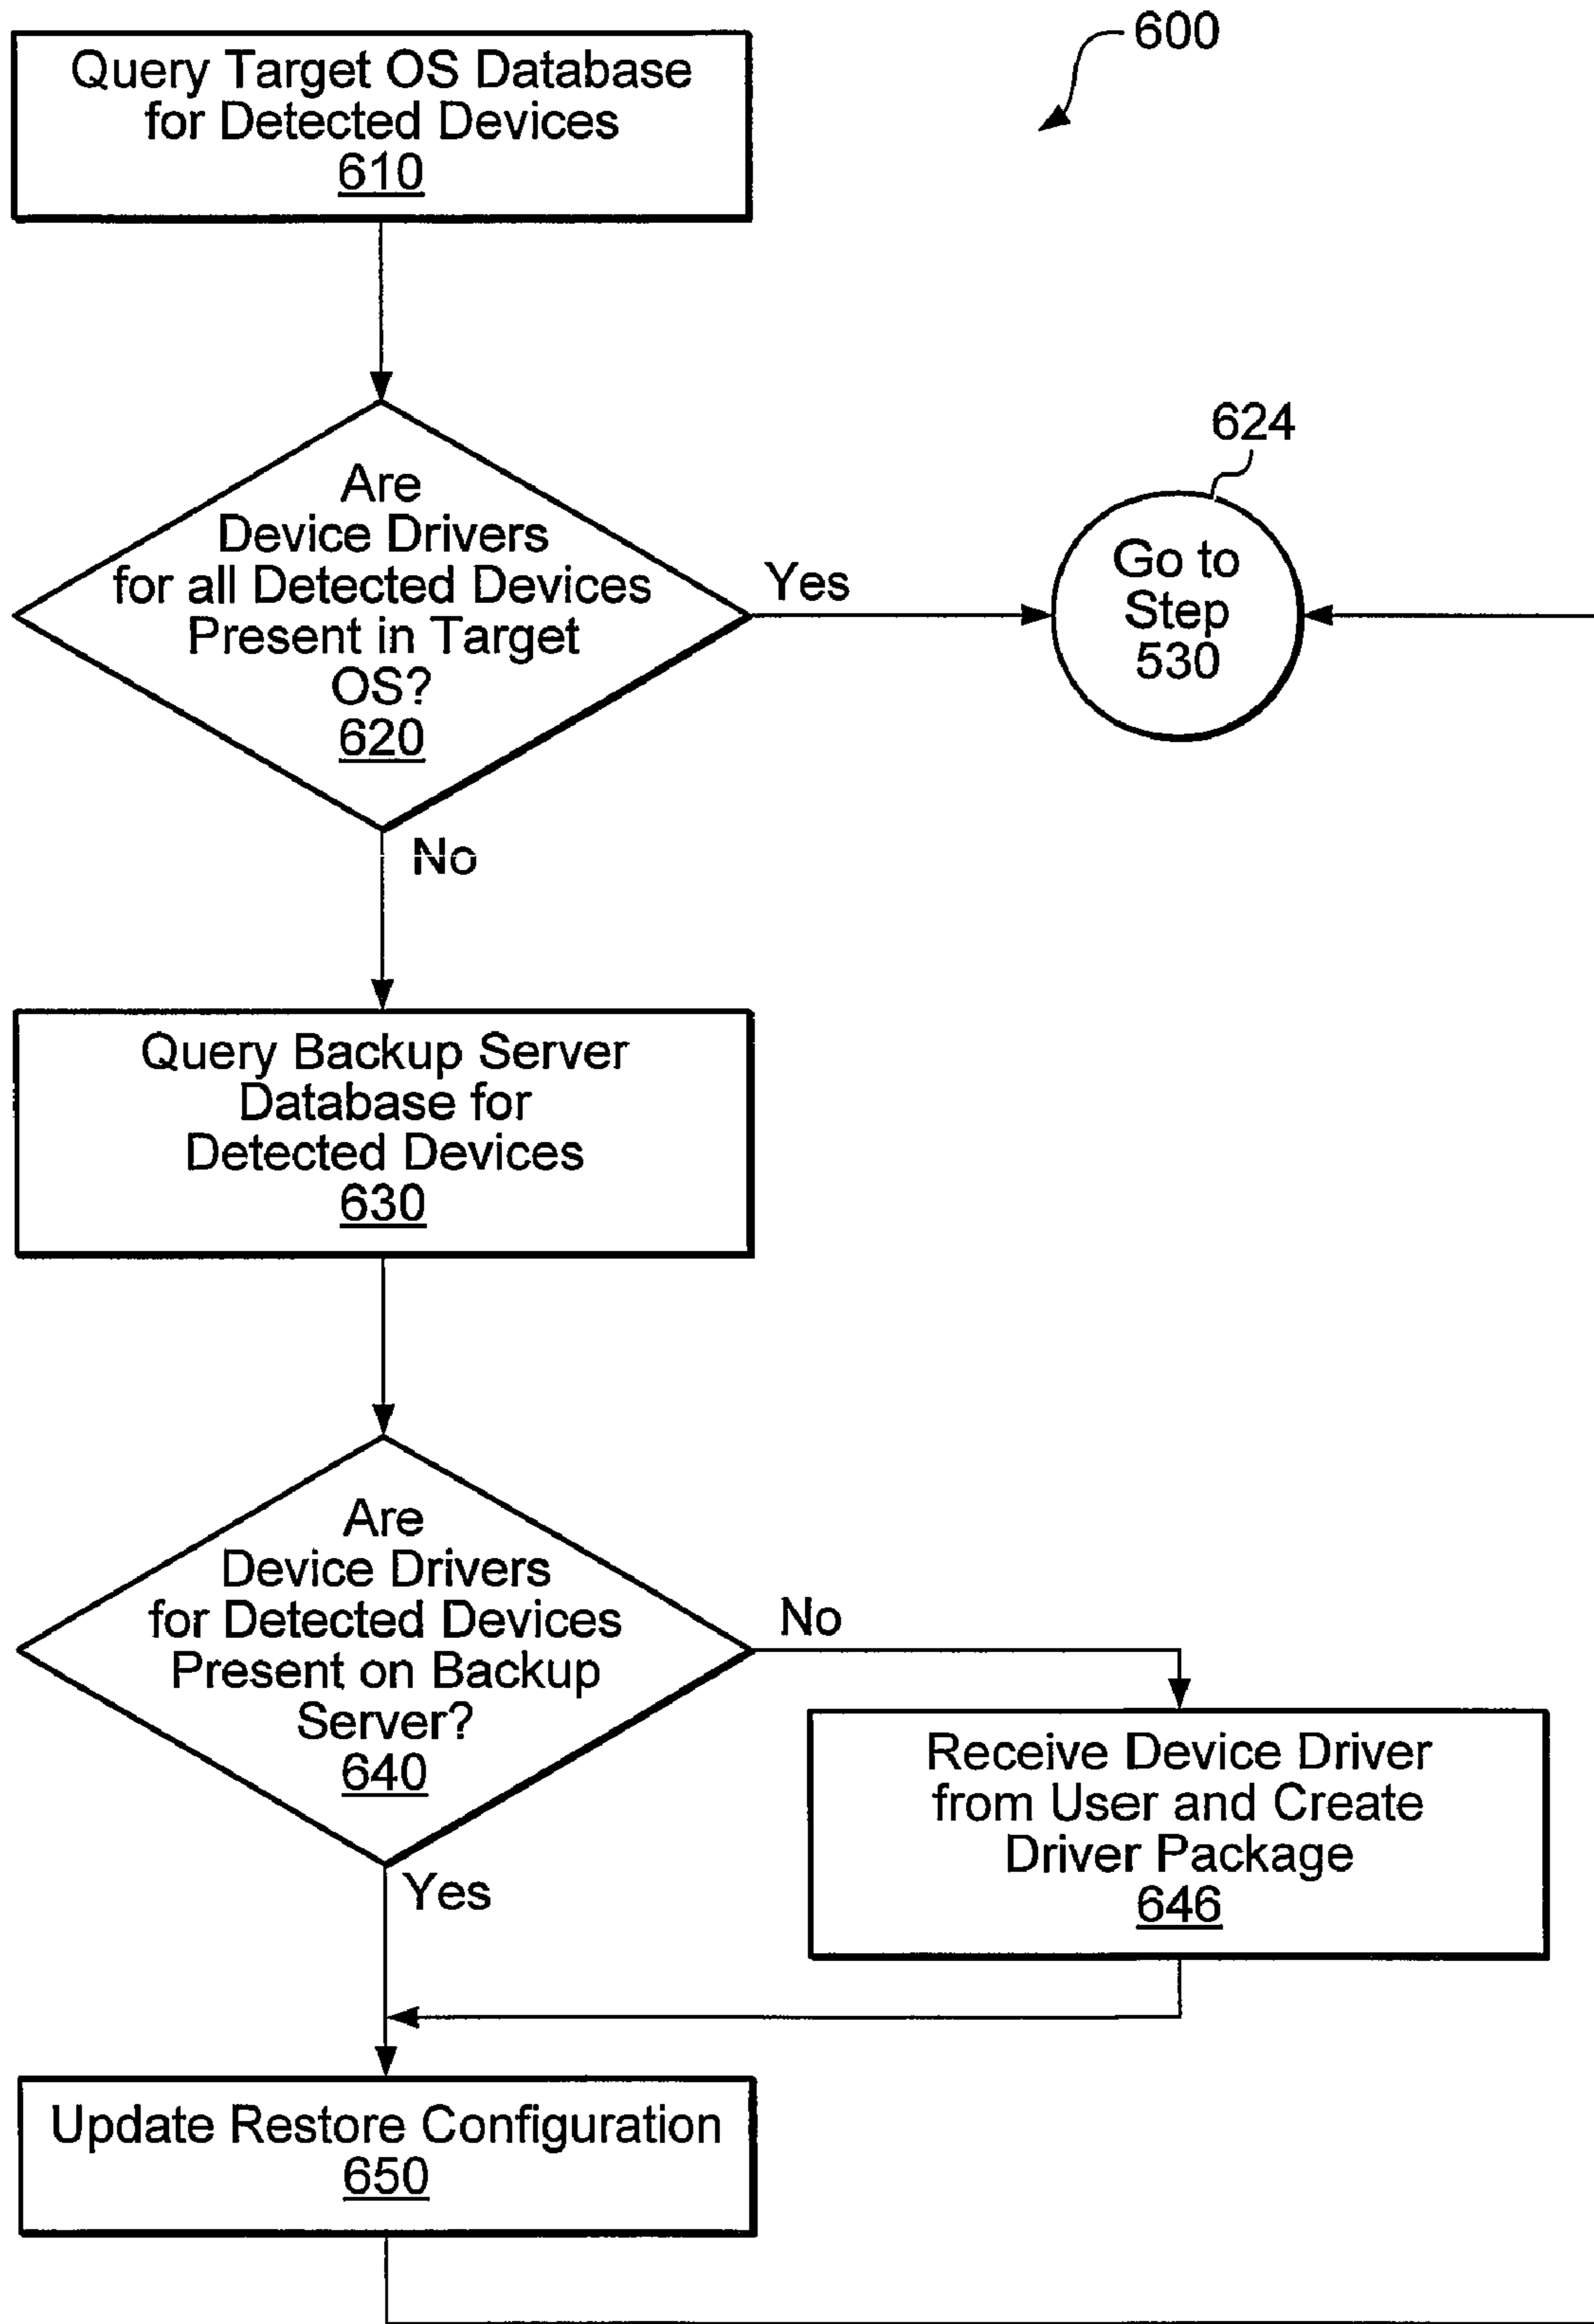 600
Query Target OS Database
for Detected Devices
610
Are
Device Drivers
for all Detected Devices
Present in Target
OS?
620
Yes
624
Go to
Step
530
No
Query Backup Server
Database for
Detected Devices
630
Are
Device Drivers
for Detected Devices
Present on Backup
Server?
640
No
Receive Device Driver
from User and Create
Driver Package
646
Yes
Update Restore Configuration
650